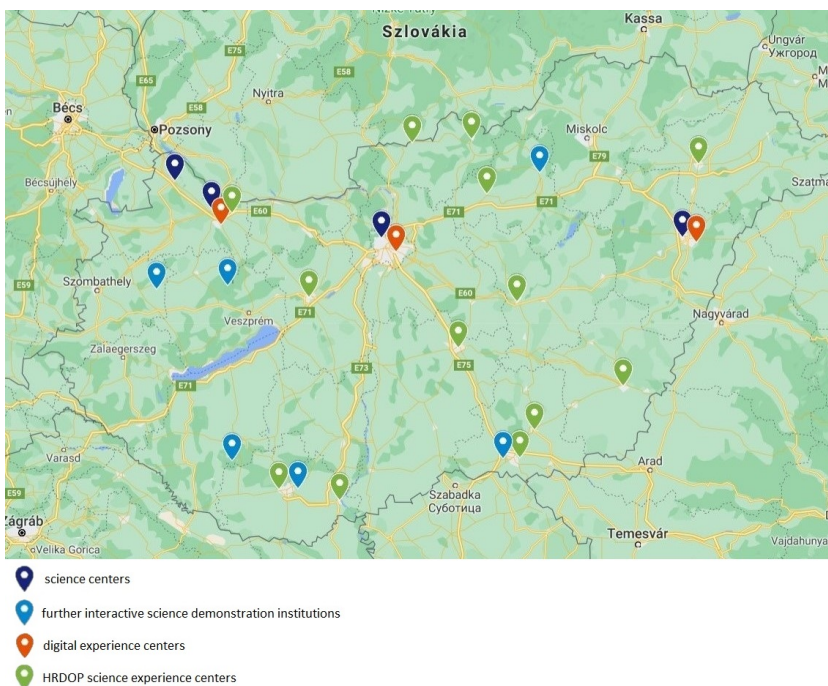 Kassa
Szlovákia
E75
Ungvár
Ужгород
E65
E58
Nyitra
Bécs
E58
Pozsony
Miskolc
E79
Bécsújhely
Szatma
E60
E71
E71
Szombathely
E59
E71
E60
Veszprém
Nagyvárad
Zalaegerszeg
E73
E75
E71
Varasd
Arad
E59
Szabadka
Суботица
Zágráb
Temesvár
Vajdahunya
Velika Gorica
science centers
further interactive science demonstration institutions
digital experience centers
HRDOP science experience centers